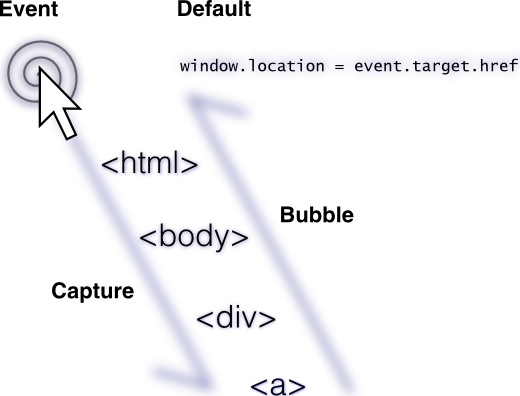 Event
Default
window.location = event.target.href
<html>
<body>
Bubble
Capture
<div>
<a>